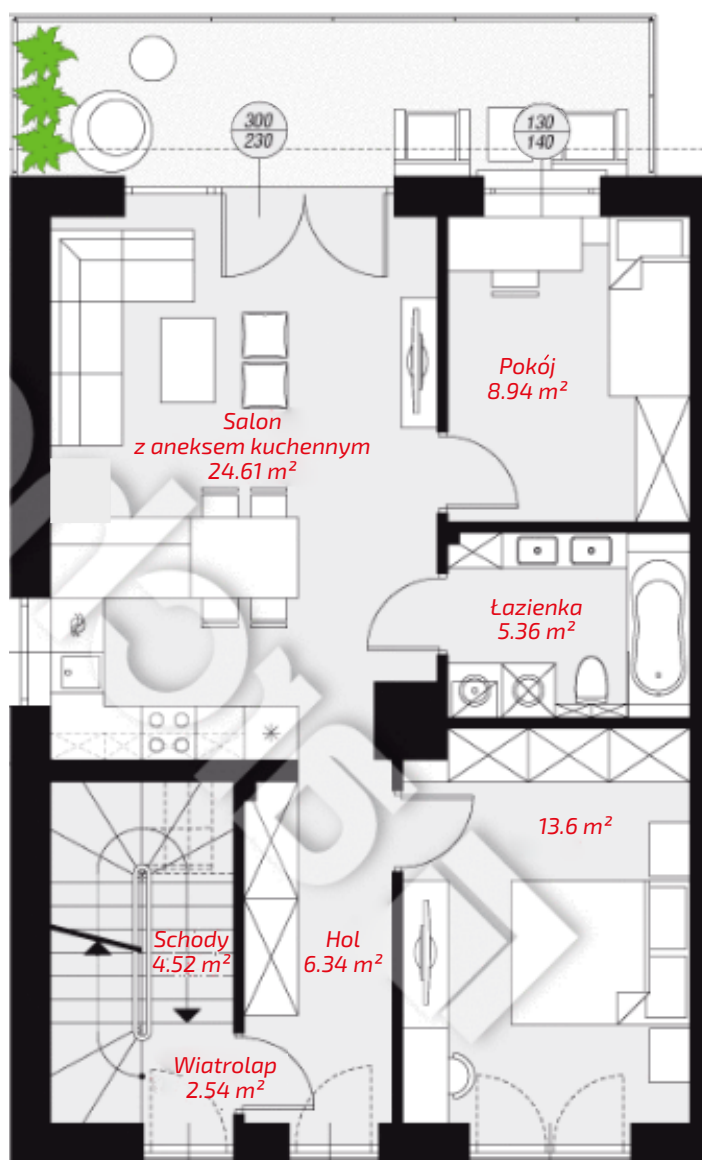 300
230
130
140
Pokój
8.94 m²
Salon
z aneksem kuchennym
24.61 m²
Łazienka
5.36 m²
13.6 m²
Schody
4.52 m²
Hol
6.34 m²
Wiatrolap
2.54 m²